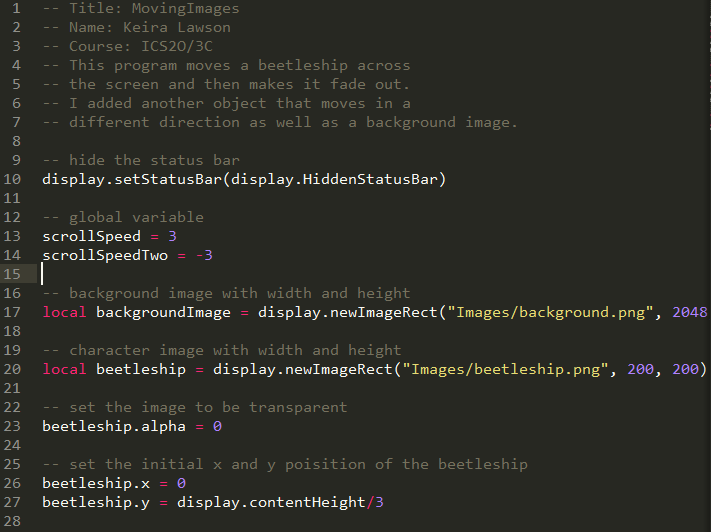 1 -- Title: MovingImages
2 -- Name: Keira Lawson
3 -- Course: ICS2O/3C
4 -- This program moves a beetleship across
5 -- the screen and then makes it fade out.
6 -- I added another object that moves in a
7 -- different direction as well as a background image.
8
9 -- hide the status bar
10 display.setStatusBar(display.HiddenStatusBar)
11
12 -- global variable
13 scrollSpeed = 3
14 scrollSpeedTwo = -3
15
16 -- background image with width and height
17 local backgroundImage = display.newImageRect("Images/background.png", 2048
18
19 -- character image with width and height
20 local beetleship = display.newImageRect("Images/beetleship.png", 200, 200)
21
22 -- set the image to be transparent
23 beetleship.alpha = 0
24
25 -- set the initial x and y poisition of the beetleship
26 beetleship.x = 0
27 beetleship.y = display.contentHeight/3
28